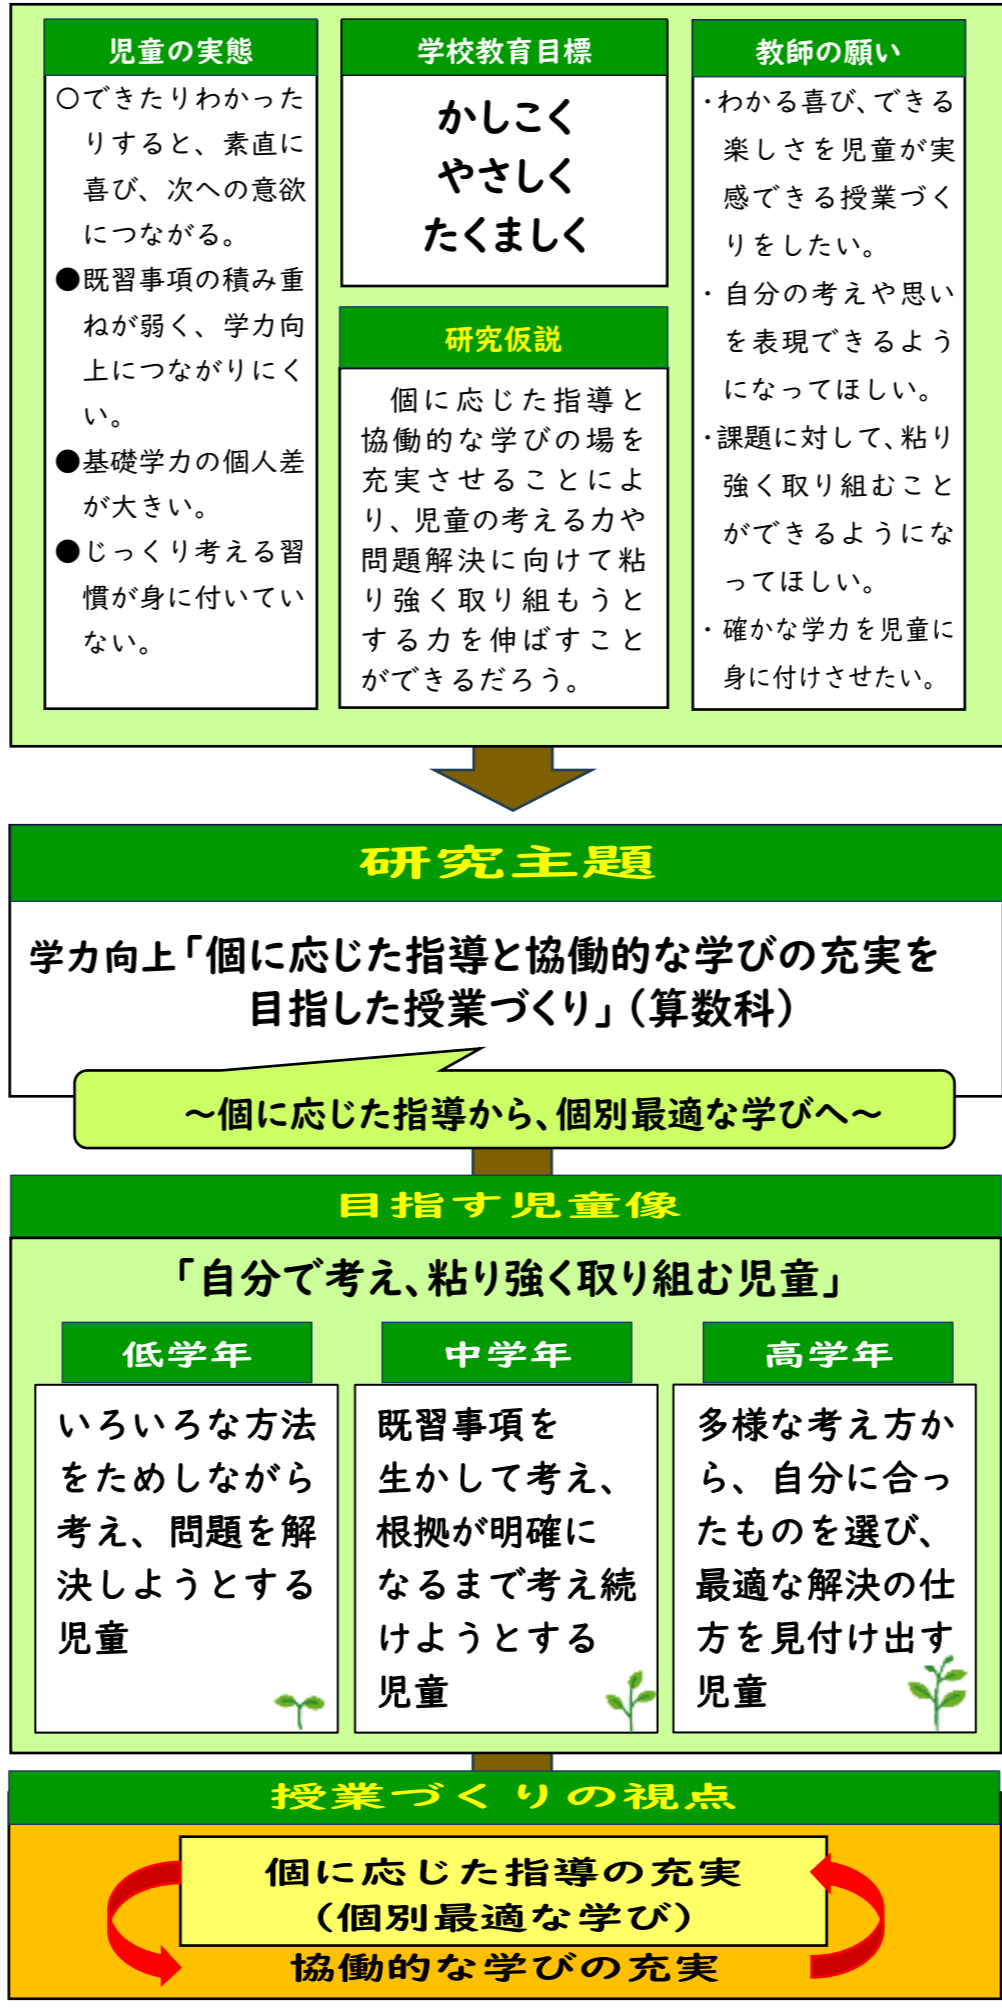 児童の実態
〇できたりわかった
りすると、素直に
喜び、次への意欲
につながる。
●既習事項の積み重
ねが弱く、学力向
上につながりにく
い。
●基礎学力の個人差
が大きい。
●じっくり考える習
慣が身に付いてい
ない。
学校教育目標
かしこく
やさしく
たくましく
研究仮説
個に応じた指導と
協働的な学びの場を
充実させることによ
り、児童の考える力や
問題解決に向けて粘
り強く取り組もうと
する力を伸ばすこと
ができるだろう。
教師の願い
・わかる喜び、できる
楽しさを児童が実
感できる授業づく
りをしたい。
・自分の考えや思い
を表現できるよう
になってほしい。
・課題に対して、粘り
強く取り組むこと
ができるようにな
ってほしい。
・確かな学力を児童に
身に付けさせたい。
研究主題
学力向上「個に応じた指導と協働的な学びの充実を
目指した授業づくり」（算数科）
～個に応じた指導から、個別最適な学びへ～
目指す児童像
「自分で考え、粘り強く取り組む児童」
低学年
いろいろな方法
をためしながら
考え、問題を解
決しようとする
児童
中学年
既習事項を
生かして考え、
根拠が明確に
なるまで考え続
けようとする
児童
高学年
多様な考え方か
ら、自分に合っ
たものを選び、
最適な解決の仕
方を見付け出す
児童
授業づくりの視点
個に応じた指導の充実
（個別最適な学び）
協働的な学びの充実